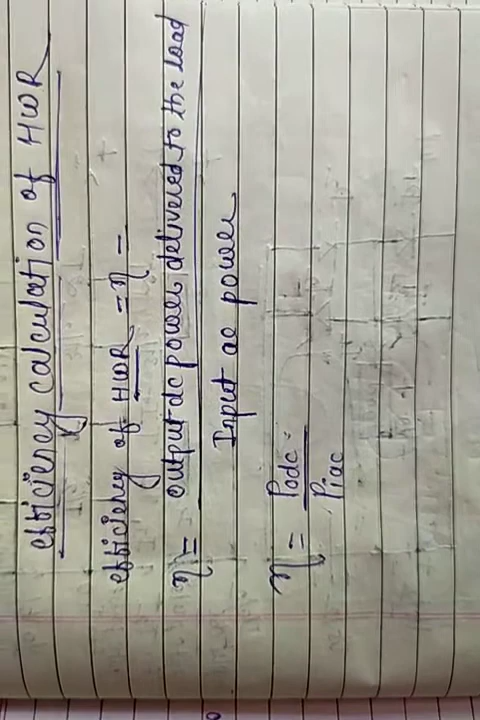 efficiency calculation of HWR
efficiency of HWR = η -
η = output dc power delivered to the load
Input ac power
η = Podc
Piac